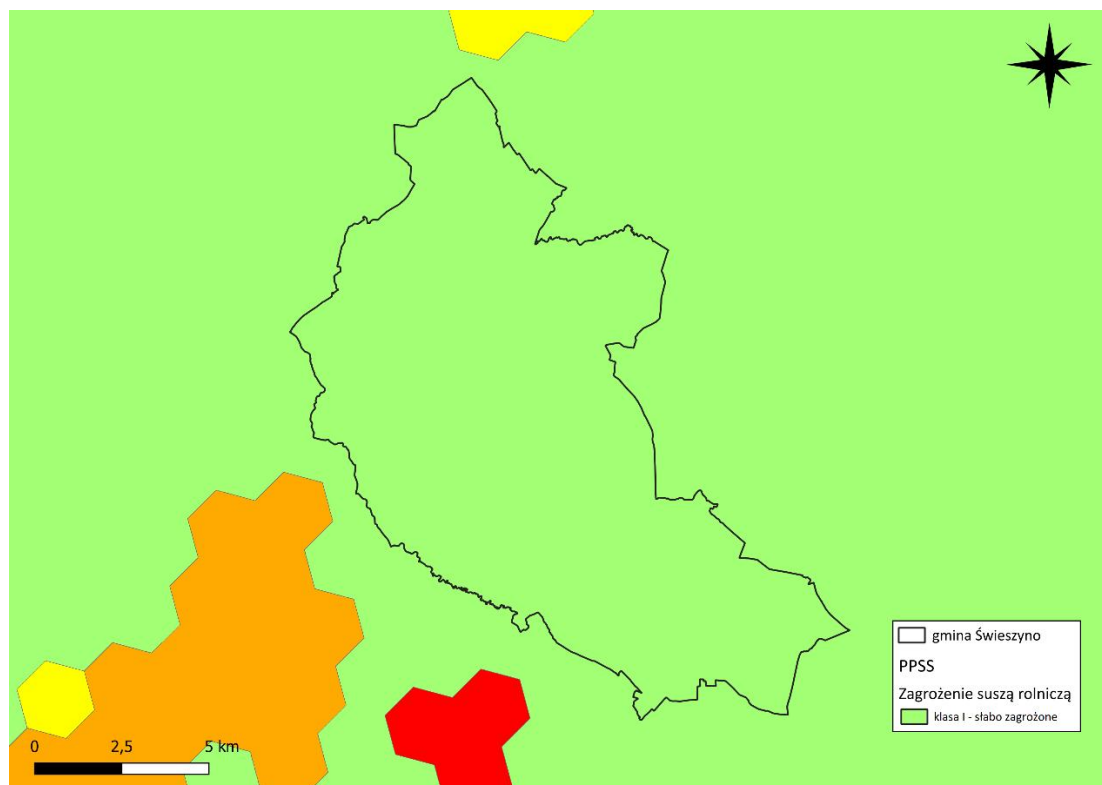 gmina Świeszyno
PPSS
Zagrożenie suszą rolniczą
klasa I - słabo zagrożone
0 2,5 5 km